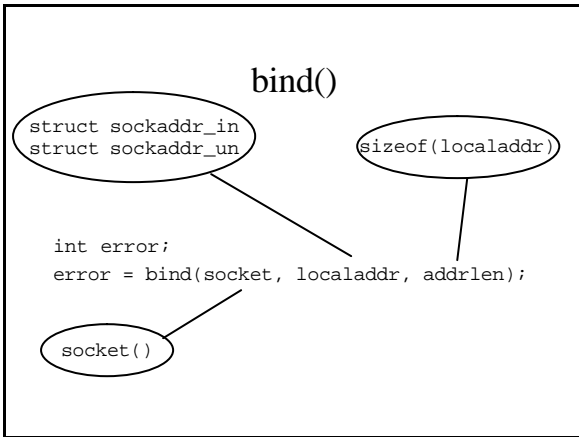 bind()
struct sockaddr_in
struct sockaddr_un
sizeof(localaddr)
int error;
error = bind(socket, localaddr, addrlen);
socket()